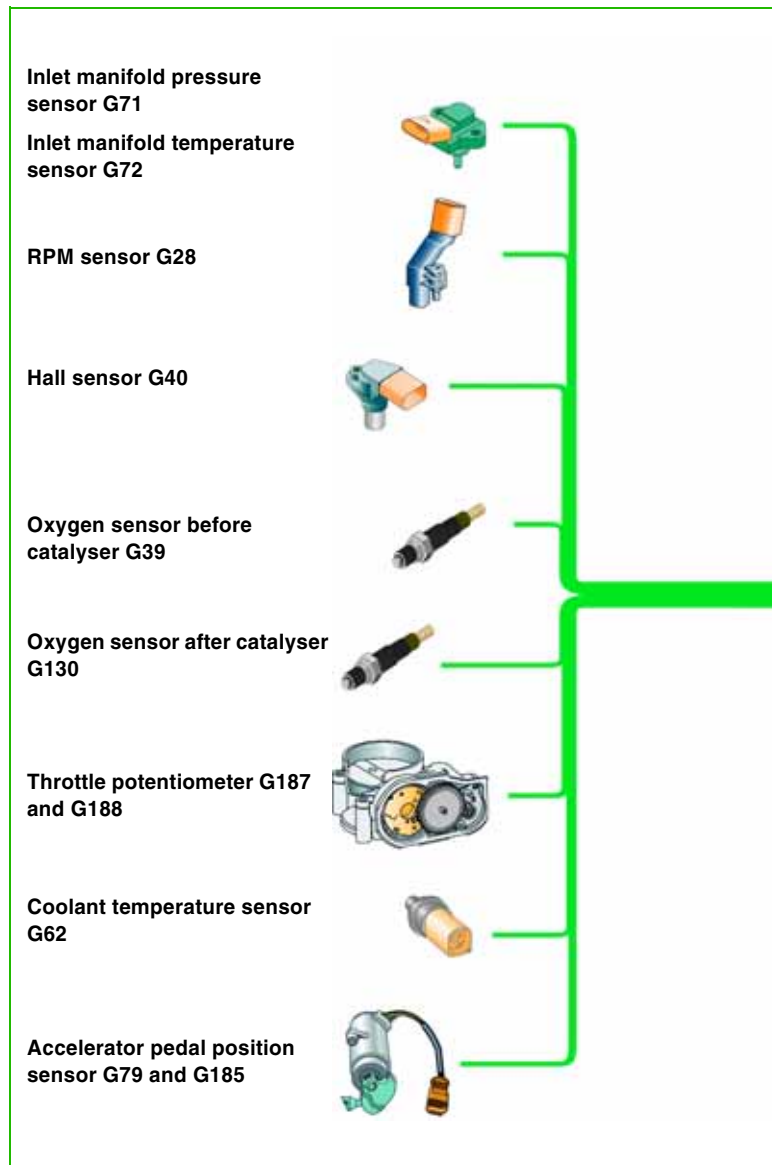 Inlet manifold pressure
sensor G71
Inlet manifold temperature
sensor G72
RPM sensor G28
Hall sensor G40
Oxygen sensor before
catalyser G39
Oxygen sensor after catalyser
G130
Throttle potentiometer G187
and G188
Coolant temperature sensor
G62
Accelerator pedal position
sensor G79 and G185